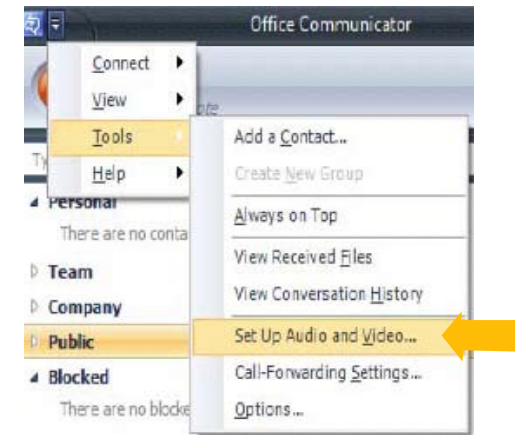 Office Communicator
Connect
View
Tools
Help
Add a Contact...
Create New Group
Always on Top
View Received Files
View Conversation History
Set Up Audio and Video...
Call-Forwarding Settings...
Options...
Personal
There are no conta
Team
Company
Public
Blocked
There are no blocke